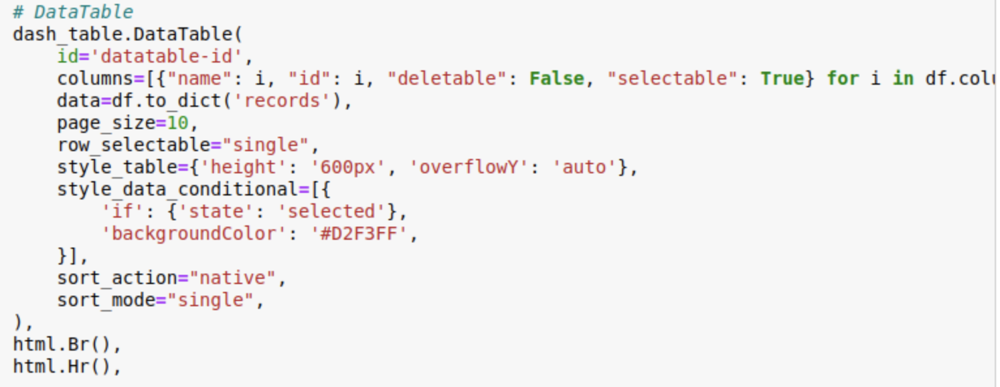 # DataTable
dash_table.DataTable(
    id='datatable-id',
    columns=[{"name": i, "id": i, "deletable": False, "selectable": True} for i in
    data=df.to_dict('records'),
    page_size=10,
    row_selectable="single",
    style_table={'height': '600px', 'overflowY': 'auto'},
    style_data_conditional=[{
        'if': {'state': 'selected'},
        'backgroundColor': '#D2F3FF',
    }],
    sort_action="native",
    sort_mode="single",
),
html.Br(),
html.Hr(),